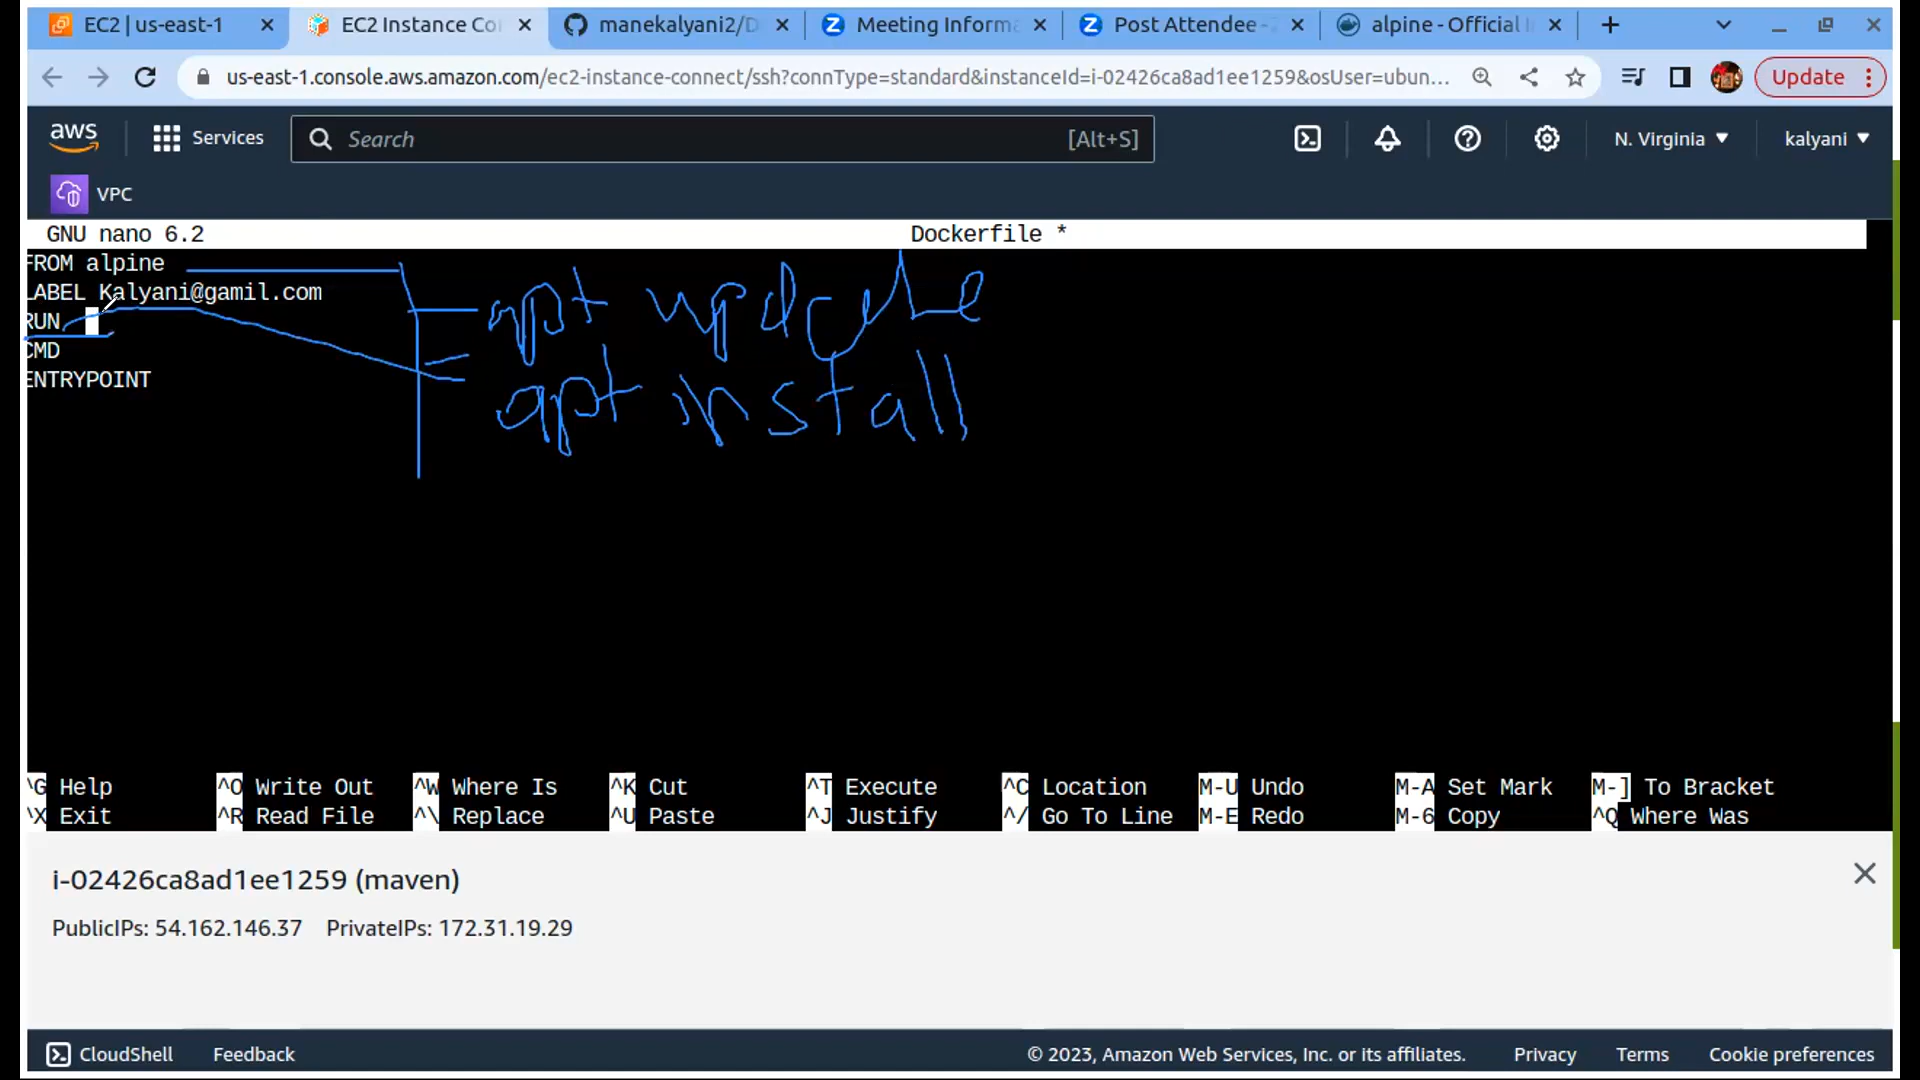 EC2 | us-east-1
EC2 Instance Co
manekalyani2/D
Meeting Inform
Post Attendee -
alpine - Official
us-east-1.console.aws.amazon.com/ec2-instance-connect/ssh?connType=standard&instanceId=i-02426ca8ad1ee1259&osUser=ubun...
Update
aws
Services
Search
[Alt+S]
N. Virginia
kalyani
VPC
GNU nano 6.2 Dockerfile *
FROM alpine
LABEL Kalyani@gamil.com
RUN
CMD
ENTRYPOINT
apt update
apt install
^G Help ^O Write Out ^W Where Is ^K Cut ^T Execute ^C Location M-U Undo M-A Set Mark M-] To Bracket
^X Exit ^R Read File ^\ Replace ^U Paste ^J Justify ^/ Go To Line M-E Redo M-6 Copy ^Q Where Was
i-02426ca8ad1ee1259 (maven)
PublicIPs: 54.162.146.37 PrivateIPs: 172.31.19.29
CloudShell Feedback © 2023, Amazon Web Services, Inc. or its affiliates. Privacy Terms Cookie preferences